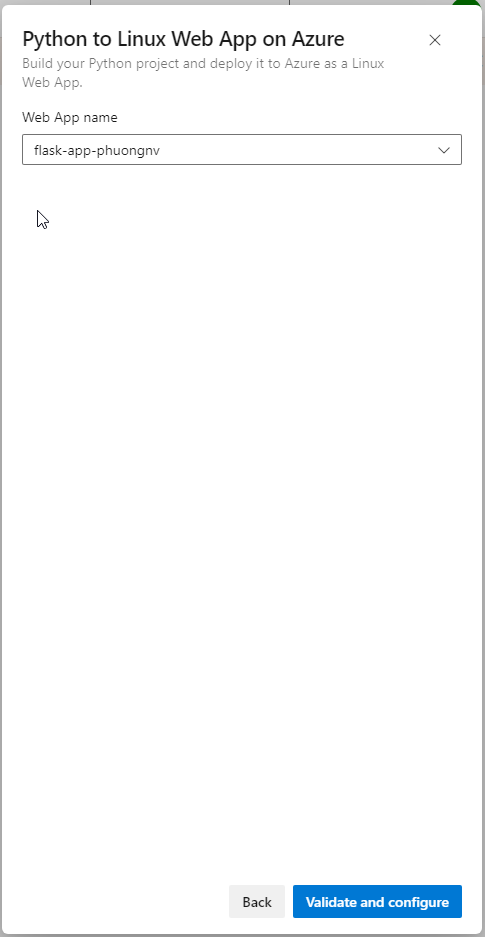 Python to Linux Web App on Azure
Build your Python project and deploy it to Azure as a Linux
Web App.
Web App name
flask-app-phuongnv
Back
Validate and configure